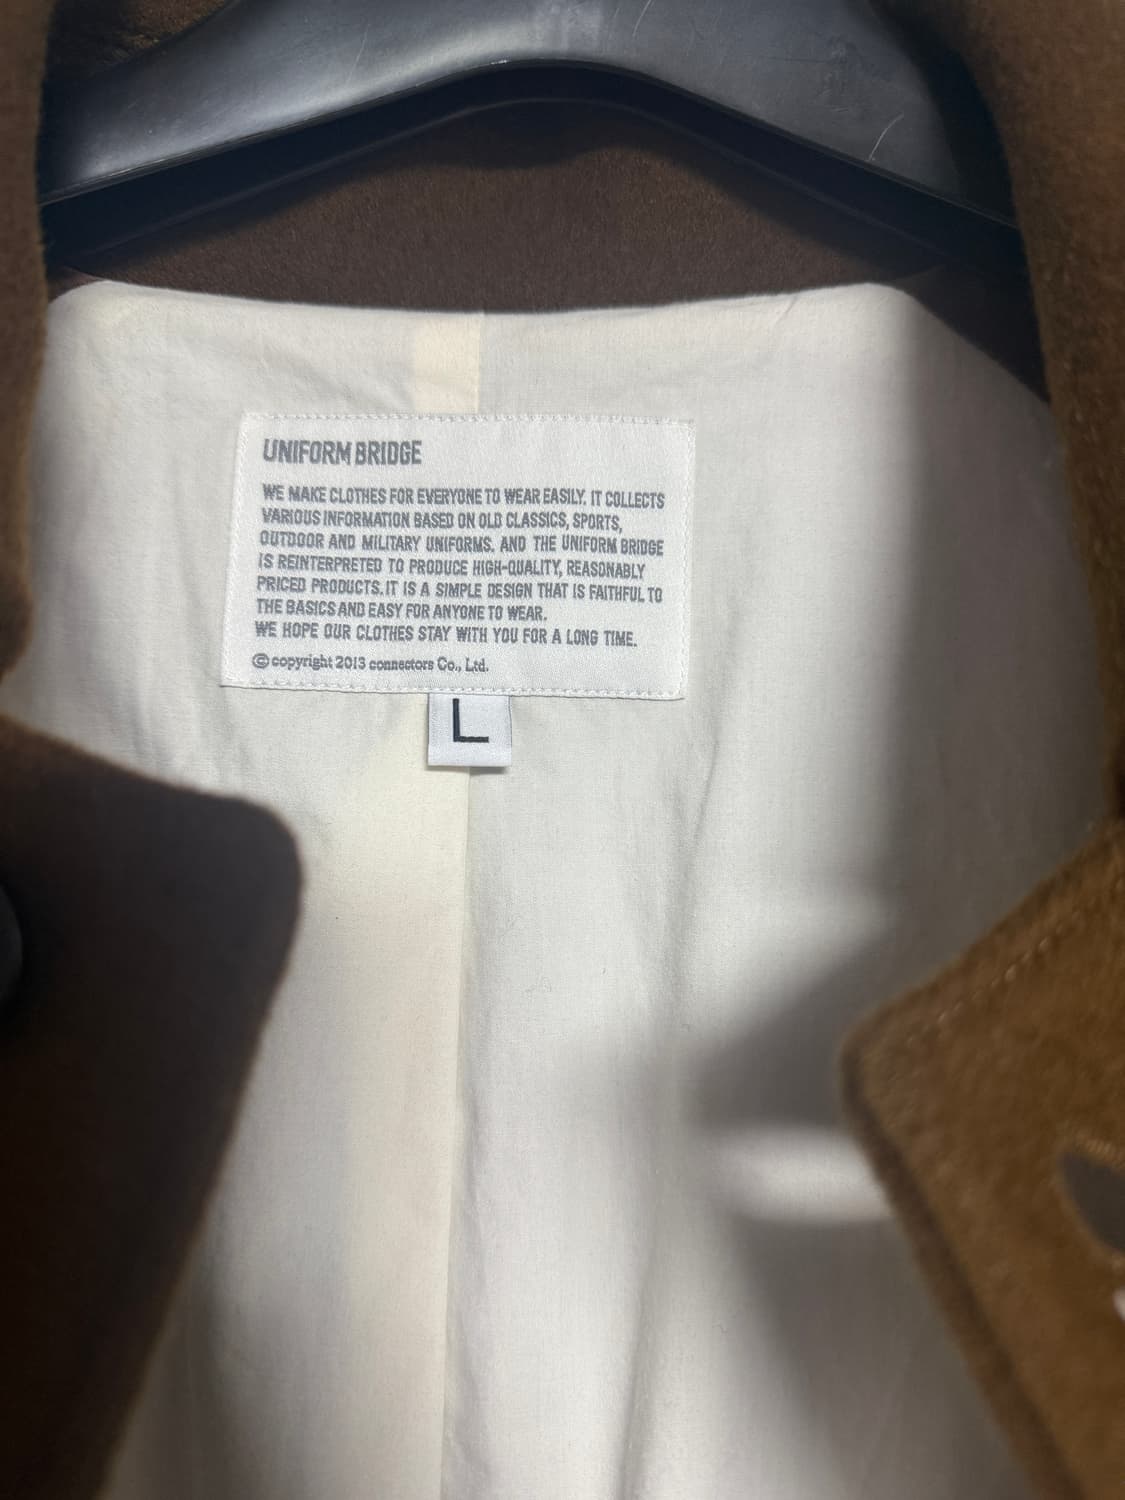 UNIFORM BRIDGE
WE MAKE CLOTHES FOR EVERYONE TO WEAR EASILY. IT COLLECTS
VARIOUS INFORMATION BASED ON OLD CLASSICS, SPORTS,
OUTDOOR AND MILITARY UNIFORMS. AND THE UNIFORM BRIDGE
IS REINTERPRETED TO PRODUCE HIGH-QUALITY, REASONABLY
PRICED PRODUCTS. IT IS A SIMPLE DESIGN THAT IS FAITHFUL TO
THE BASICS AND EASY FOR ANYONE TO WEAR.
WE HOPE OUR CLOTHES STAY WITH YOU FOR A LONG TIME.
© copyright 2013 connectors Co., Ltd.
L